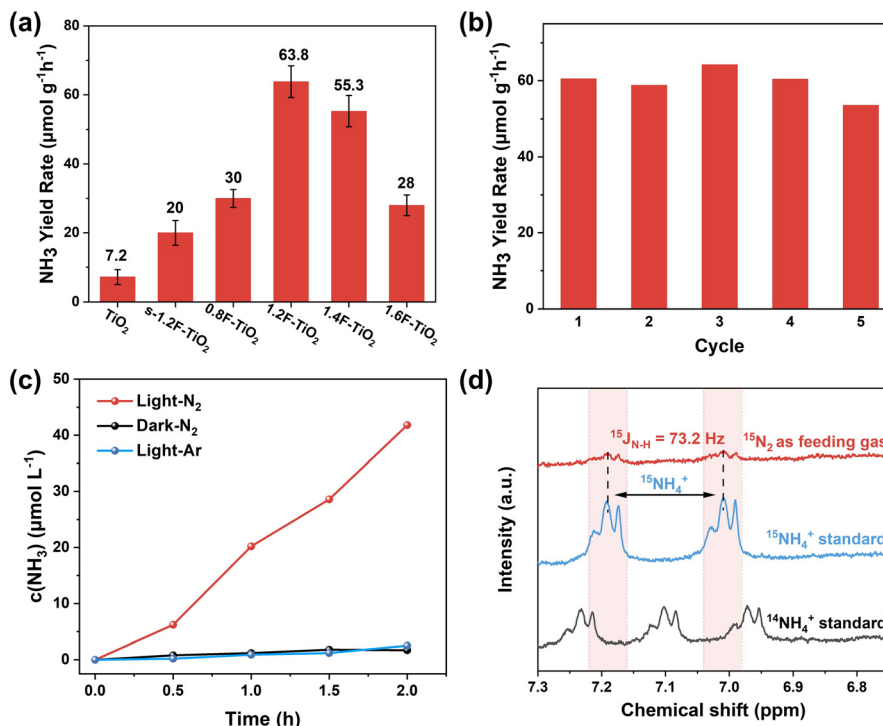 (a)
NH₃ Yield Rate (μmol g⁻¹h⁻¹)
80
60
40
20
0
7.2
20
30
63.8
55.3
28
TiO₂
s-1.2F-TiO₂
0.8F-TiO₂
1.2F-TiO₂
1.4F-TiO₂
1.6F-TiO₂
(b)
NH₃ Yield Rate (μmol g⁻¹h⁻¹)
80
60
40
20
0
1 2 3 4 5
Cycle
(c)
c(NH₃) (μmol L⁻¹)
50
40
30
20
10
0
Light-N₂
Dark-N₂
Light-Ar
0.0 0.5 1.0 1.5 2.0
Time (h)
(d)
Intensity (a.u.)
¹⁵J_N-H = 73.2 Hz
¹⁵N₂ as feeding gas
¹⁵NH₄⁺
¹⁵NH₄⁺ standard
¹⁴NH₄⁺ standard
7.3 7.2 7.1 7.0 6.9 6.8
Chemical shift (ppm)